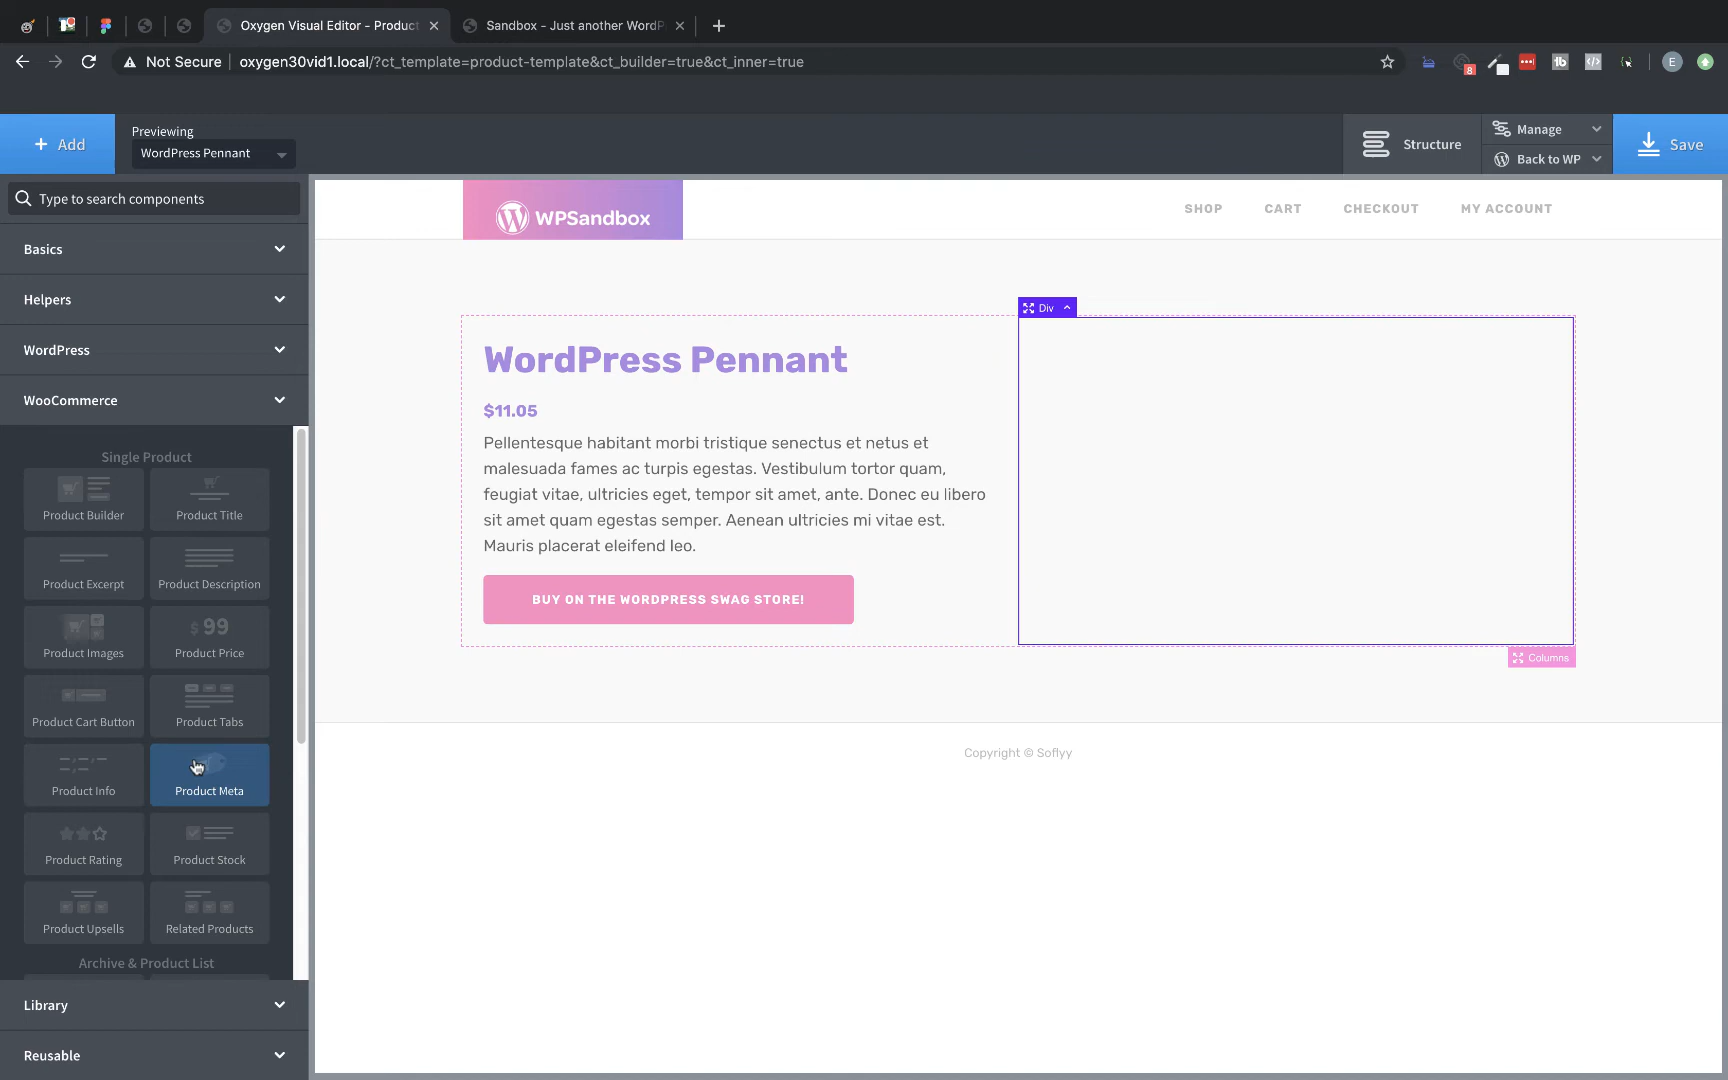 Oxygen Visual Editor - Product
Sandbox - Just another WordP
Not Secure
oxygen30vid1.local/?ct_template=product-template&ct_builder=true&ct_inner=true
8
E
+ Add
Previewing
WordPress Pennant
Structure
Manage
Back to WP
Save
Type to search components
Basics
Helpers
WordPress
WooCommerce
Single Product
Product Builder
Product Title
Product Excerpt
Product Description
Product Images
$ 99
Product Price
Product Cart Button
Product Tabs
Product Info
Product Meta
Product Rating
Product Stock
Product Upsells
Related Products
Archive & Product List
Library
Reusable
WPSandbox
SHOP
CART
CHECKOUT
MY ACCOUNT
Div
WordPress Pennant
$11.05
Pellentesque habitant morbi tristique senectus et netus et
malesuada fames ac turpis egestas. Vestibulum tortor quam,
feugiat vitae, ultricies eget, tempor sit amet, ante. Donec eu libero
sit amet quam egestas semper. Aenean ultricies mi vitae est.
Mauris placerat eleifend leo.
BUY ON THE WORDPRESS SWAG STORE!
Columns
Copyright © Soflyy